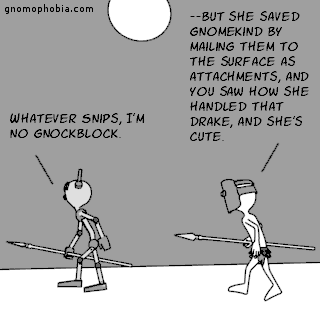 gnomophobia.com
WHATEVER SNIPS, I'M
NO GNOCKBLOCK.
--BUT SHE SAVED
GNOMEKIND BY
MAILING THEM TO
THE SURFACE AS
ATTACHMENTS, AND
YOU SAW HOW SHE
HANDLED THAT
DRAKE, AND SHE'S
CUTE.